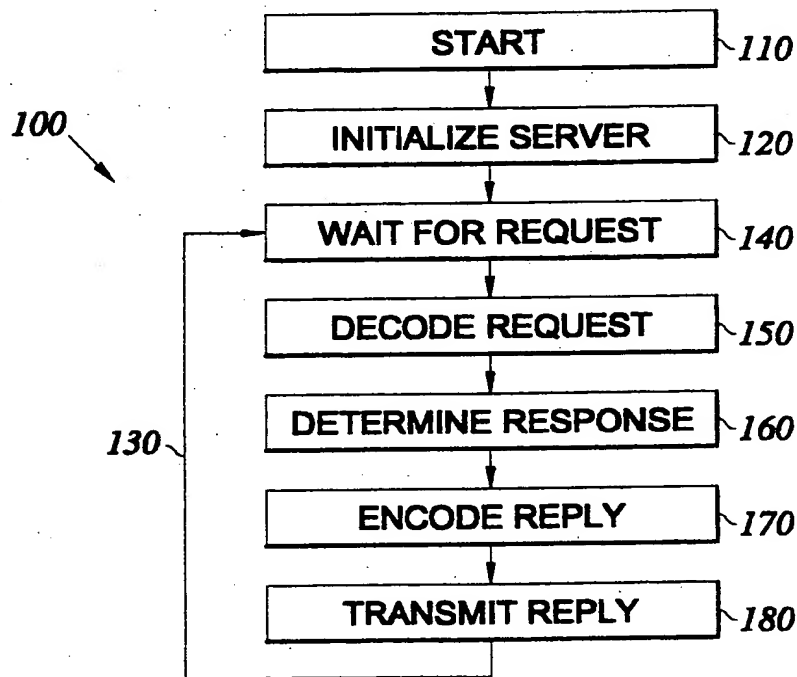 START
110
100
INITIALIZE SERVER
120
WAIT FOR REQUEST
140
DECODE REQUEST
150
130
DETERMINE RESPONSE
160
ENCODE REPLY
170
TRANSMIT REPLY
180